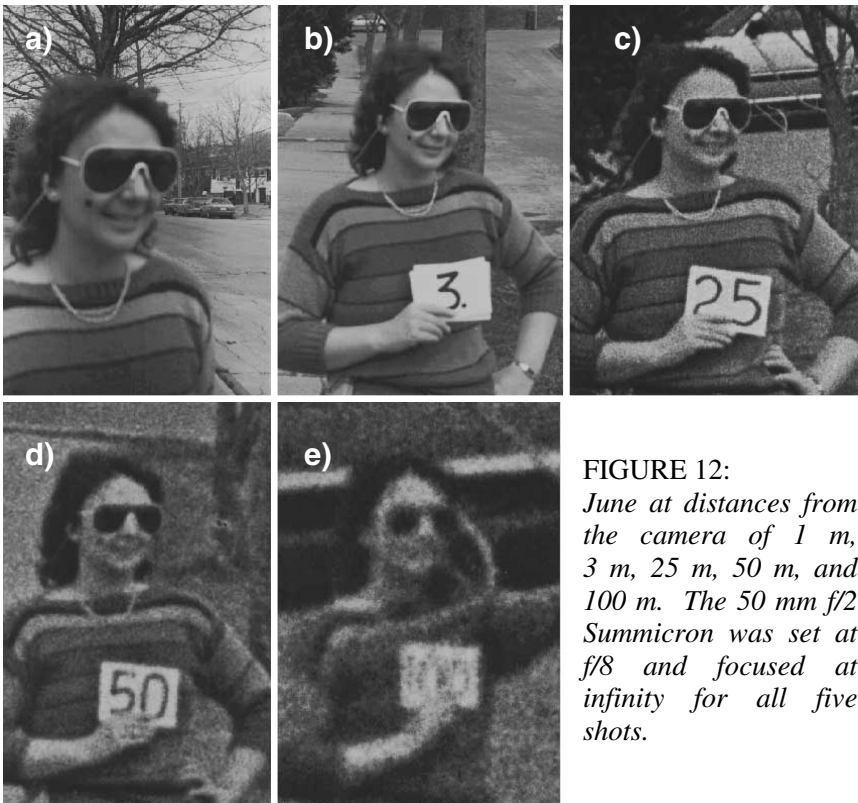 a)
b)
c)
3.
25
d)
e)
50
FIGURE 12:
June at distances from
the camera of 1 m,
3 m, 25 m, 50 m, and
100 m. The 50 mm f/2
Summicron was set at
f/8 and focused at
infinity for all five
shots.